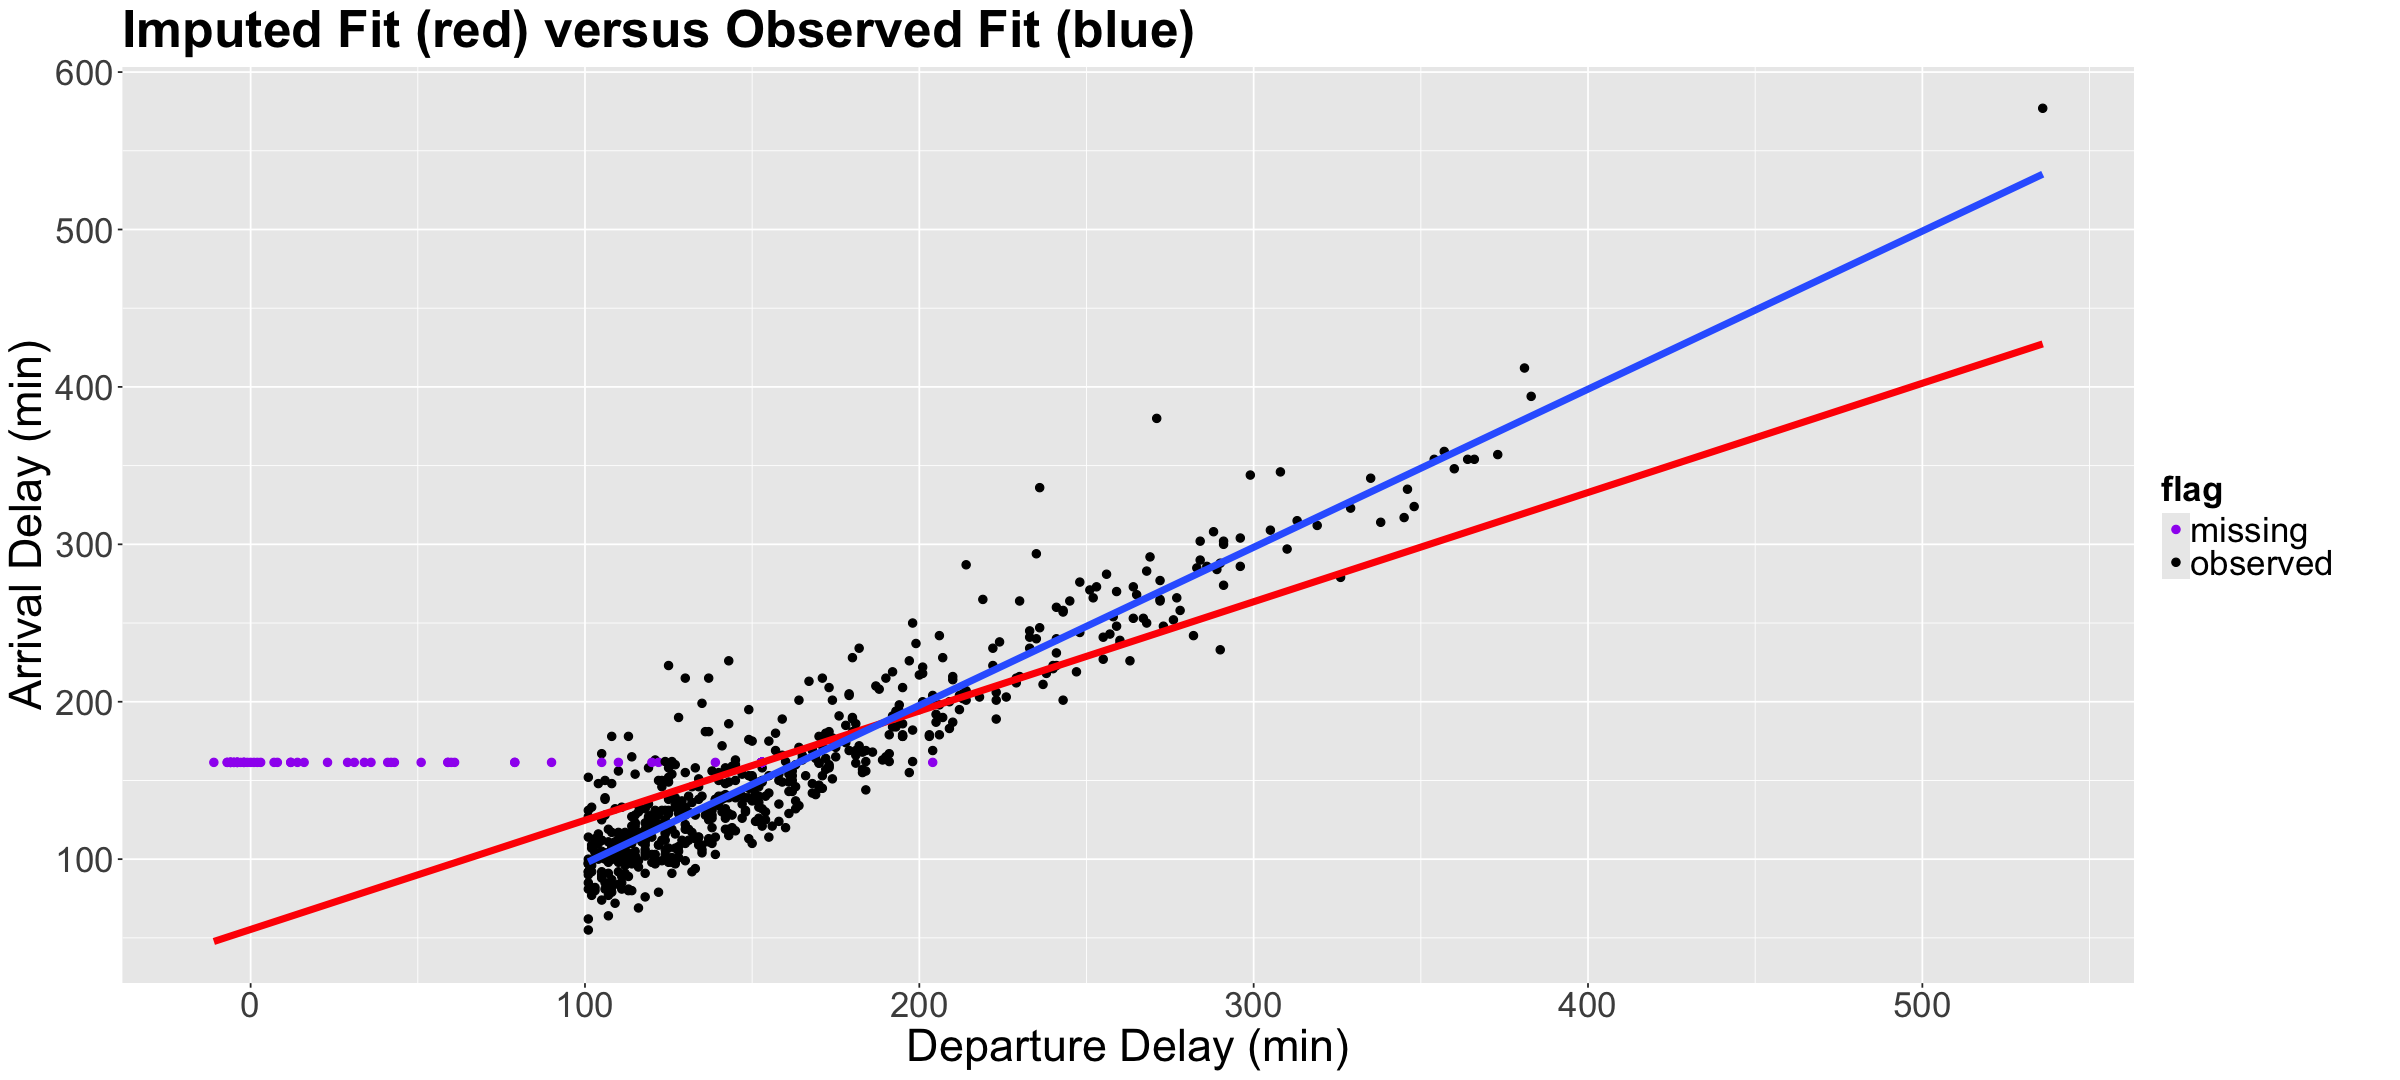 Imputed Fit (red) versus Observed Fit (blue)
600
500
400
300
200
100
Arrival Delay (min)
0 100 200 300 400 500
Departure Delay (min)
flag
missing
observed